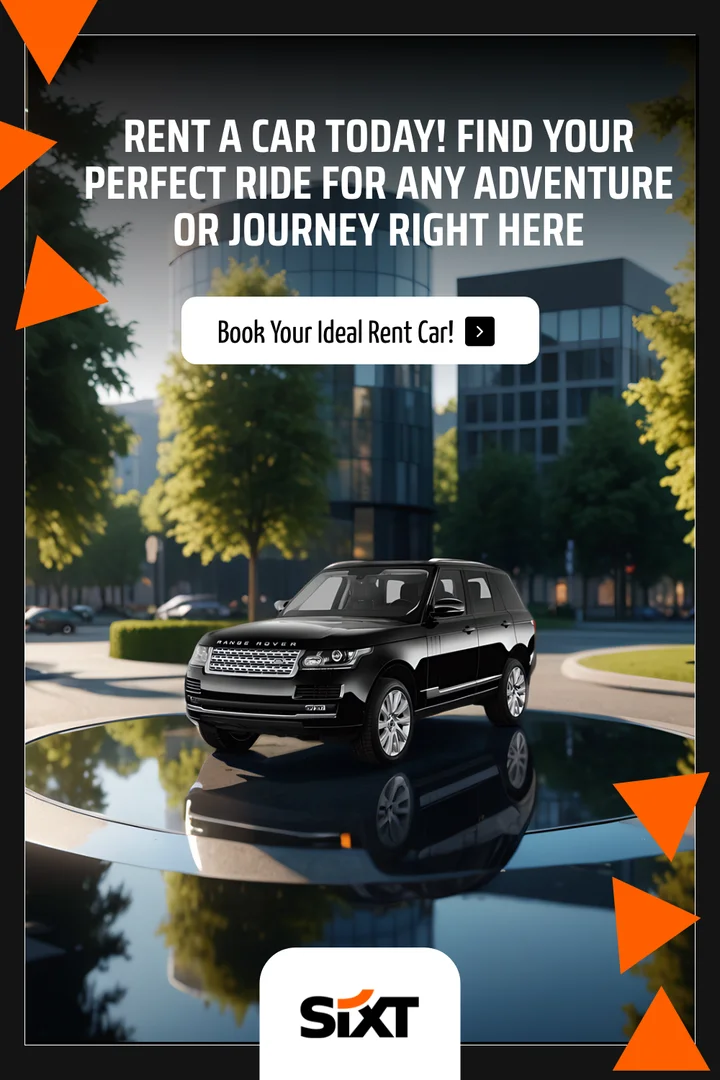 RENT A CAR TODAY! FIND YOUR
PERFECT RIDE FOR ANY ADVENTURE
OR JOURNEY RIGHT HERE
Book Your Ideal Rent Car!
RANGE ROVER
SIXT